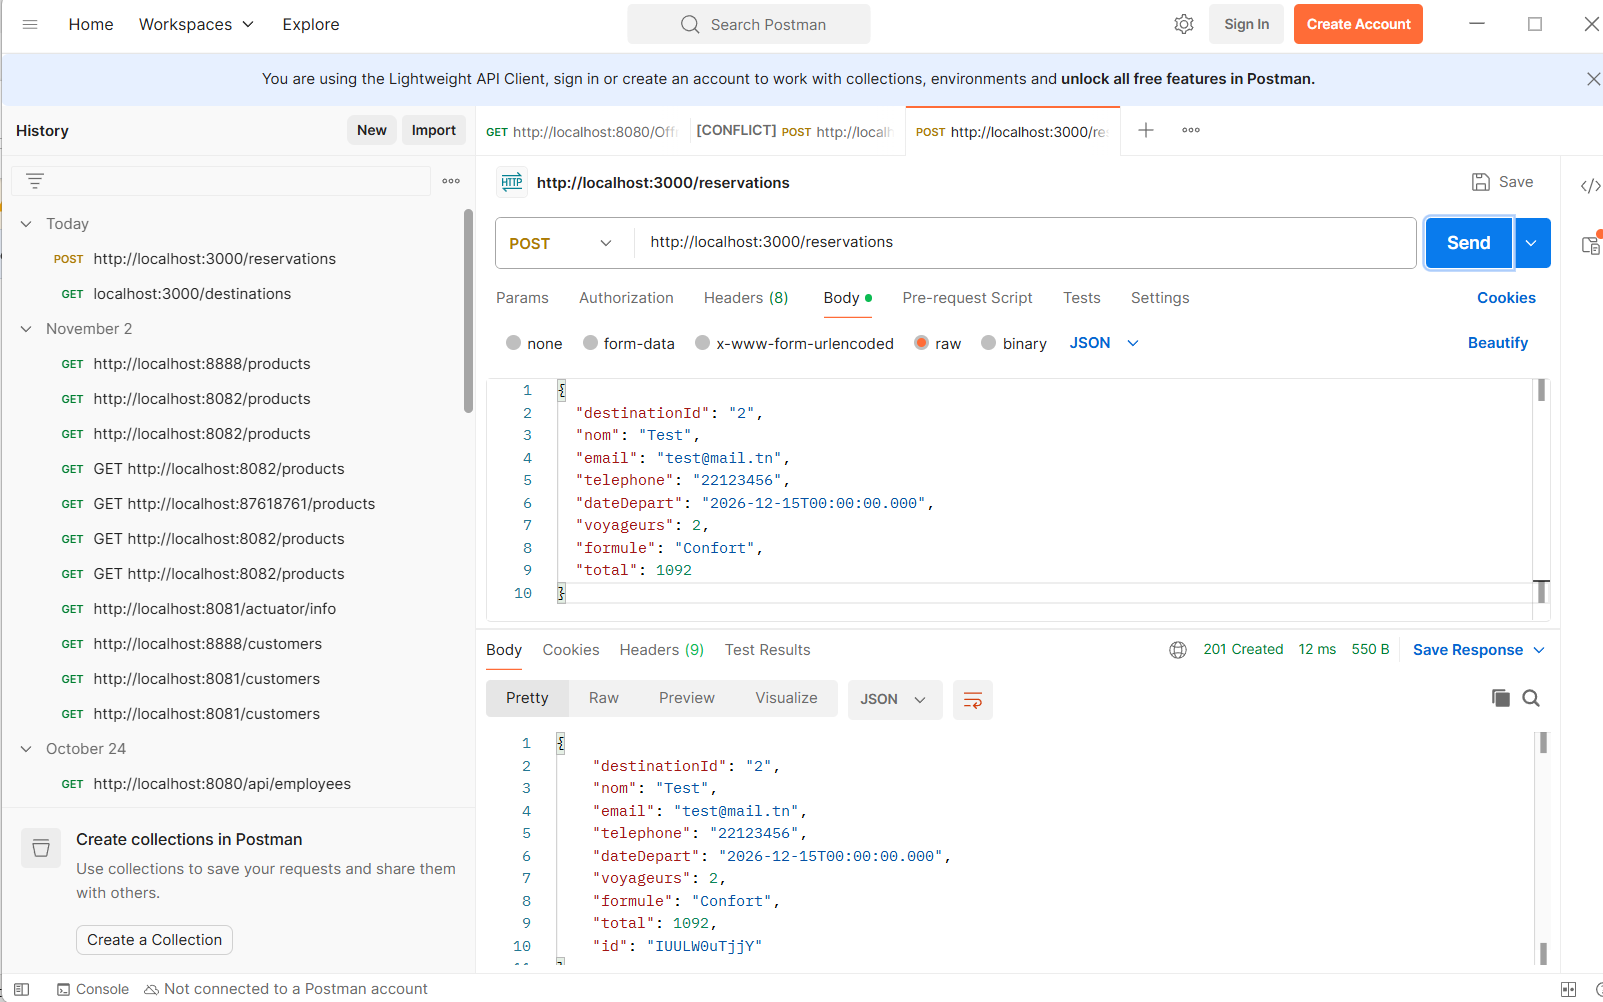 Home Workspaces Explore Search Postman Sign In Create Account
You are using the Lightweight API Client, sign in or create an account to work with collections, environments and unlock all free features in Postman.
History New Import
GET http://localhost:8080/Off [CONFLICT] POST http://localh POST http://localhost:3000/res
http://localhost:3000/reservations Save
POST http://localhost:3000/reservations Send
Params Authorization Headers (8) Body Pre-request Script Tests Settings Cookies
none form-data x-www-form-urlencoded raw binary JSON Beautify
1 {
2 "destinationId": "2",
3 "nom": "Test",
4 "email": "test@mail.tn",
5 "telephone": "22123456",
6 "dateDepart": "2026-12-15T00:00:00.000",
7 "voyageurs": 2,
8 "formule": "Confort",
9 "total": 1092
10 }
Body Cookies Headers (9) Test Results 201 Created 12 ms 550 B Save Response
Pretty Raw Preview Visualize JSON
1 {
2 "destinationId": "2",
3 "nom": "Test",
4 "email": "test@mail.tn",
5 "telephone": "22123456",
6 "dateDepart": "2026-12-15T00:00:00.000",
7 "voyageurs": 2,
8 "formule": "Confort",
9 "total": 1092,
10 "id": "IUULW0uTjjY"
11 }
Today
POST http://localhost:3000/reservations
GET localhost:3000/destinations
November 2
GET http://localhost:8888/products
GET http://localhost:8082/products
GET http://localhost:8082/products
GET GET http://localhost:8082/products
GET GET http://localhost:87618761/products
GET GET http://localhost:8082/products
GET GET http://localhost:8082/products
GET http://localhost:8081/actuator/info
GET http://localhost:8888/customers
GET http://localhost:8081/customers
GET http://localhost:8081/customers
October 24
GET http://localhost:8080/api/employees
Create collections in Postman
Use collections to save your requests and share them
with others.
Create a Collection
Console Not connected to a Postman account